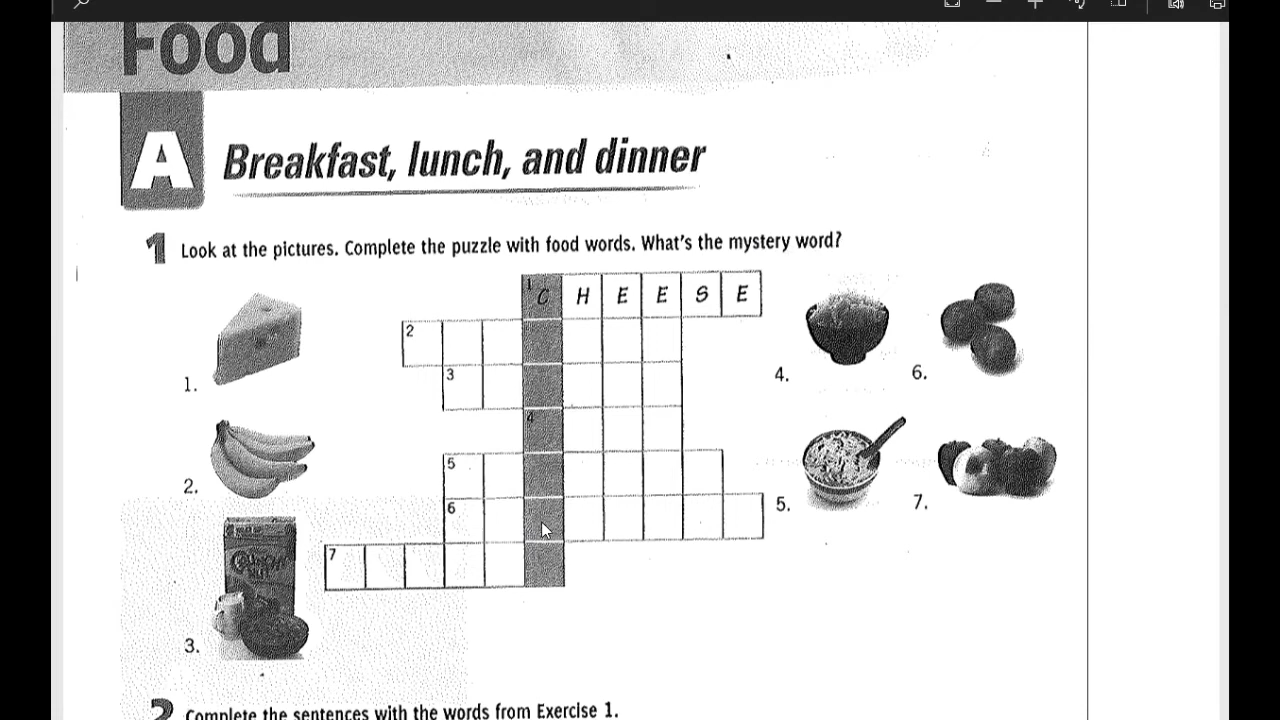 Food
A Breakfast, lunch, and dinner
1 Look at the pictures. Complete the puzzle with food words. What's the mystery word?
1 C H E E S E
2
3
4
5
6
7
1.
2.
3.
4.
5.
6.
7.
2 Complete the sentences with the words from Exercise 1.